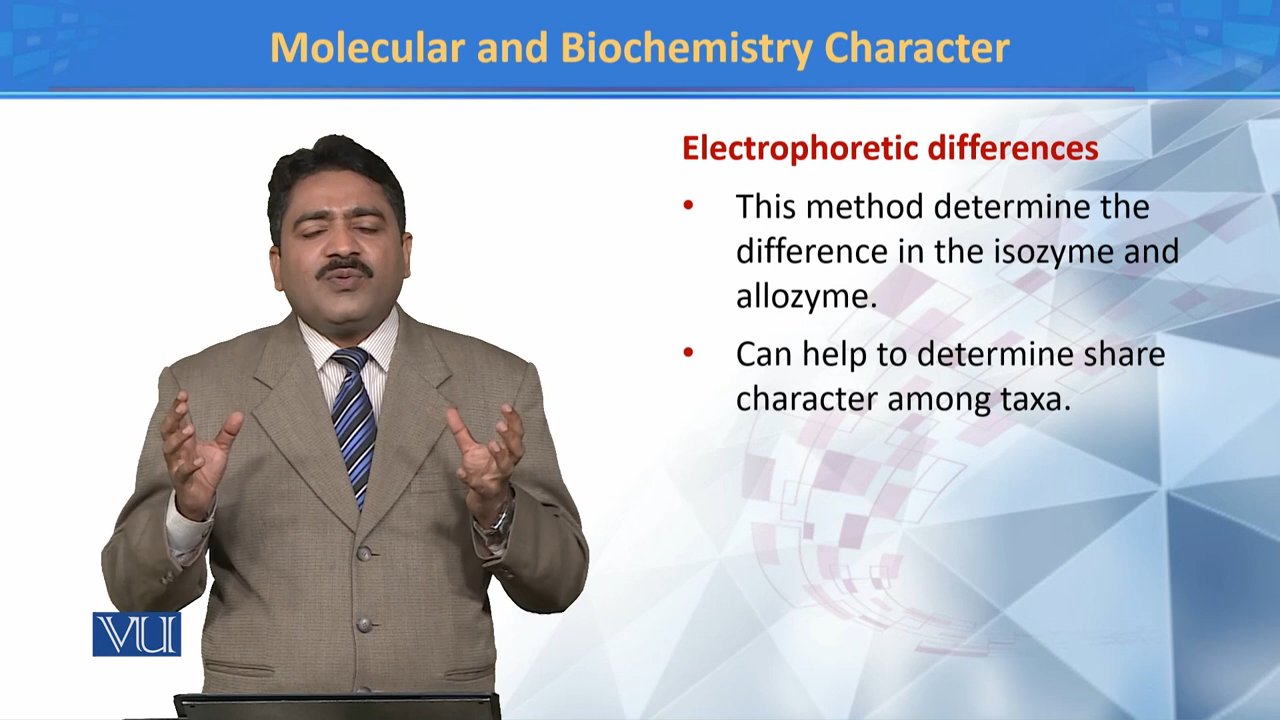 Molecular and Biochemistry Character
Electrophoretic differences
• This method determine the
difference in the isozyme and
allozyme.
• Can help to determine share
character among taxa.
VU